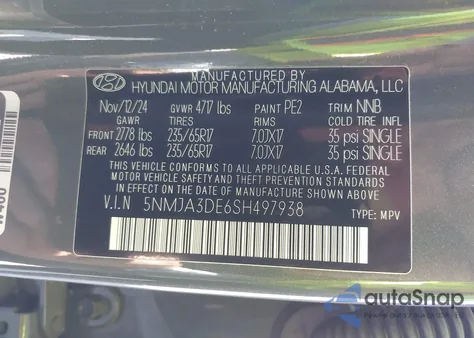 MANUFACTURED BY
HYUNDAI MOTOR MANUFACTURING ALABAMA, LLC
Nov/12/24 GVWR 4717 lbs PAINT PE2 TRIM NNB
TIRES RIMS COLD TIRE INFL
FRONT 2778 lbs 235/65R17 7.0JX17 35 psi SINGLE
REAR 2646 lbs 235/65R17 7.0JX17 35 psi SINGLE
THIS VEHICLE CONFORMS TO ALL APPLICABLE U.S.A. FEDERAL
MOTOR VEHICLE SAFETY AND THEFT PREVENTION STANDARDS
IN EFFECT ON THE DATE OF MANUFACTURE SHOWN ABOVE.
V.I.N 5NMJA3DE6SH497938
TYPE: MPV
W400
autoSnap